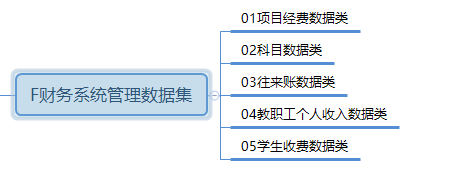 F财务系统管理数据集
01项目经费数据类
02科目数据类
03往来账数据类
04教职工个人收入数据类
05学生收费数据类